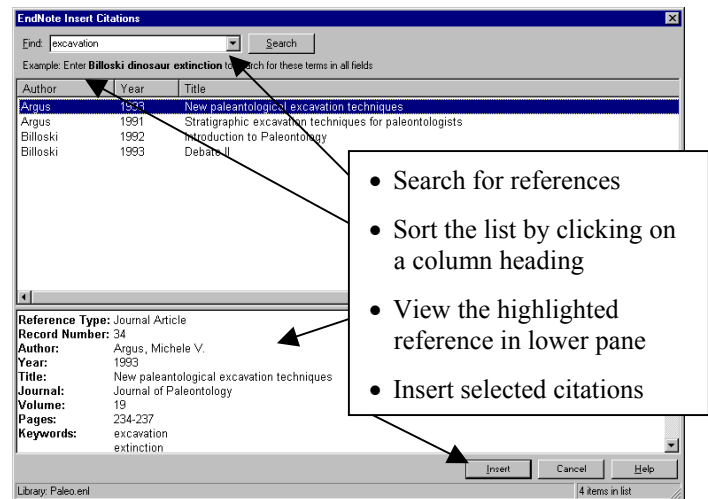 EndNote Insert Citations
Find: excavation Search
Example: Enter Billoski dinosaur extinction to search for these terms in all fields
Author Year Title
Argus 1993 New paleantological excavation techniques
Argus 1991 Stratigraphic excavation techniques for paleontologists
Billoski 1992 Introduction to Paleontology
Billoski 1993 Debate II
• Search for references
• Sort the list by clicking on
a column heading
• View the highlighted
reference in lower pane
• Insert selected citations
Reference Type: Journal Article
Record Number: 34
Author: Argus, Michele V.
Year: 1993
Title: New paleantological excavation techniques
Journal: Journal of Paleontology
Volume: 19
Pages: 234-237
Keywords: excavation
extinction
Insert Cancel Help
Library: Paleo.enl 4 items in list